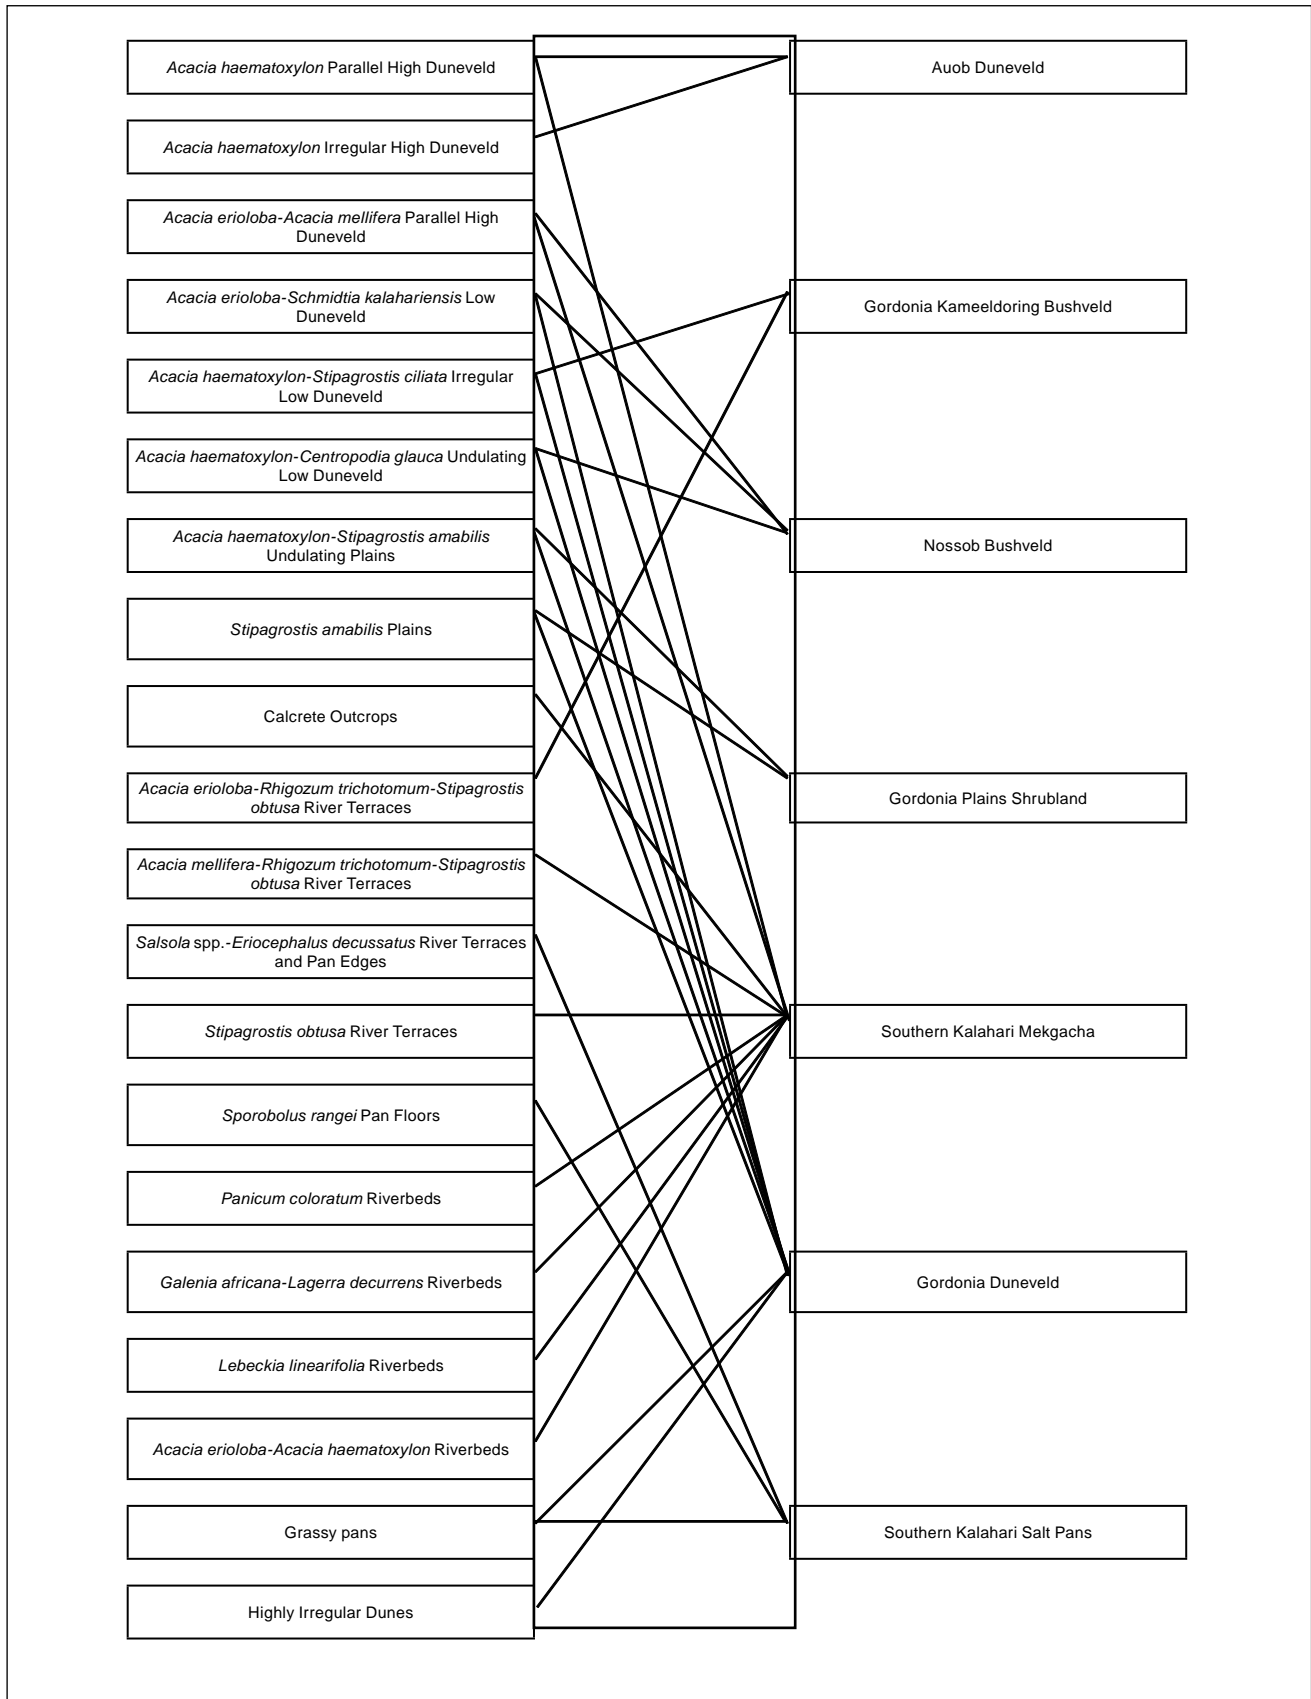 Acacia haematoxylon Parallel High Duneveld
Acacia haematoxylon Irregular High Duneveld
Acacia erioloba-Acacia mellifera Parallel High
Duneveld
Acacia erioloba-Schmidtia kalahariensis Low
Duneveld
Acacia haematoxylon-Stipagrostis ciliata Irregular
Low Duneveld
Acacia haematoxylon-Centropodia glauca Undulating
Low Duneveld
Acacia haematoxylon-Stipagrostis amabilis
Undulating Plains
Stipagrostis amabilis Plains
Calcrete Outcrops
Acacia erioloba-Rhigozum trichotomum-Stipagrostis
obtusa River Terraces
Acacia mellifera-Rhigozum trichotomum-Stipagrostis
obtusa River Terraces
Salsola spp.-Eriocephalus decussatus River Terraces
and Pan Edges
Stipagrostis obtusa River Terraces
Sporobolus rangei Pan Floors
Panicum coloratum Riverbeds
Galenia africana-Lagerra decurrens Riverbeds
Lebeckia linearifolia Riverbeds
Acacia erioloba-Acacia haematoxylon Riverbeds
Grassy pans
Highly Irregular Dunes
Auob Duneveld
Gordonia Kameeldoring Bushveld
Nossob Bushveld
Gordonia Plains Shrubland
Southern Kalahari Mekgacha
Gordonia Duneveld
Southern Kalahari Salt Pans